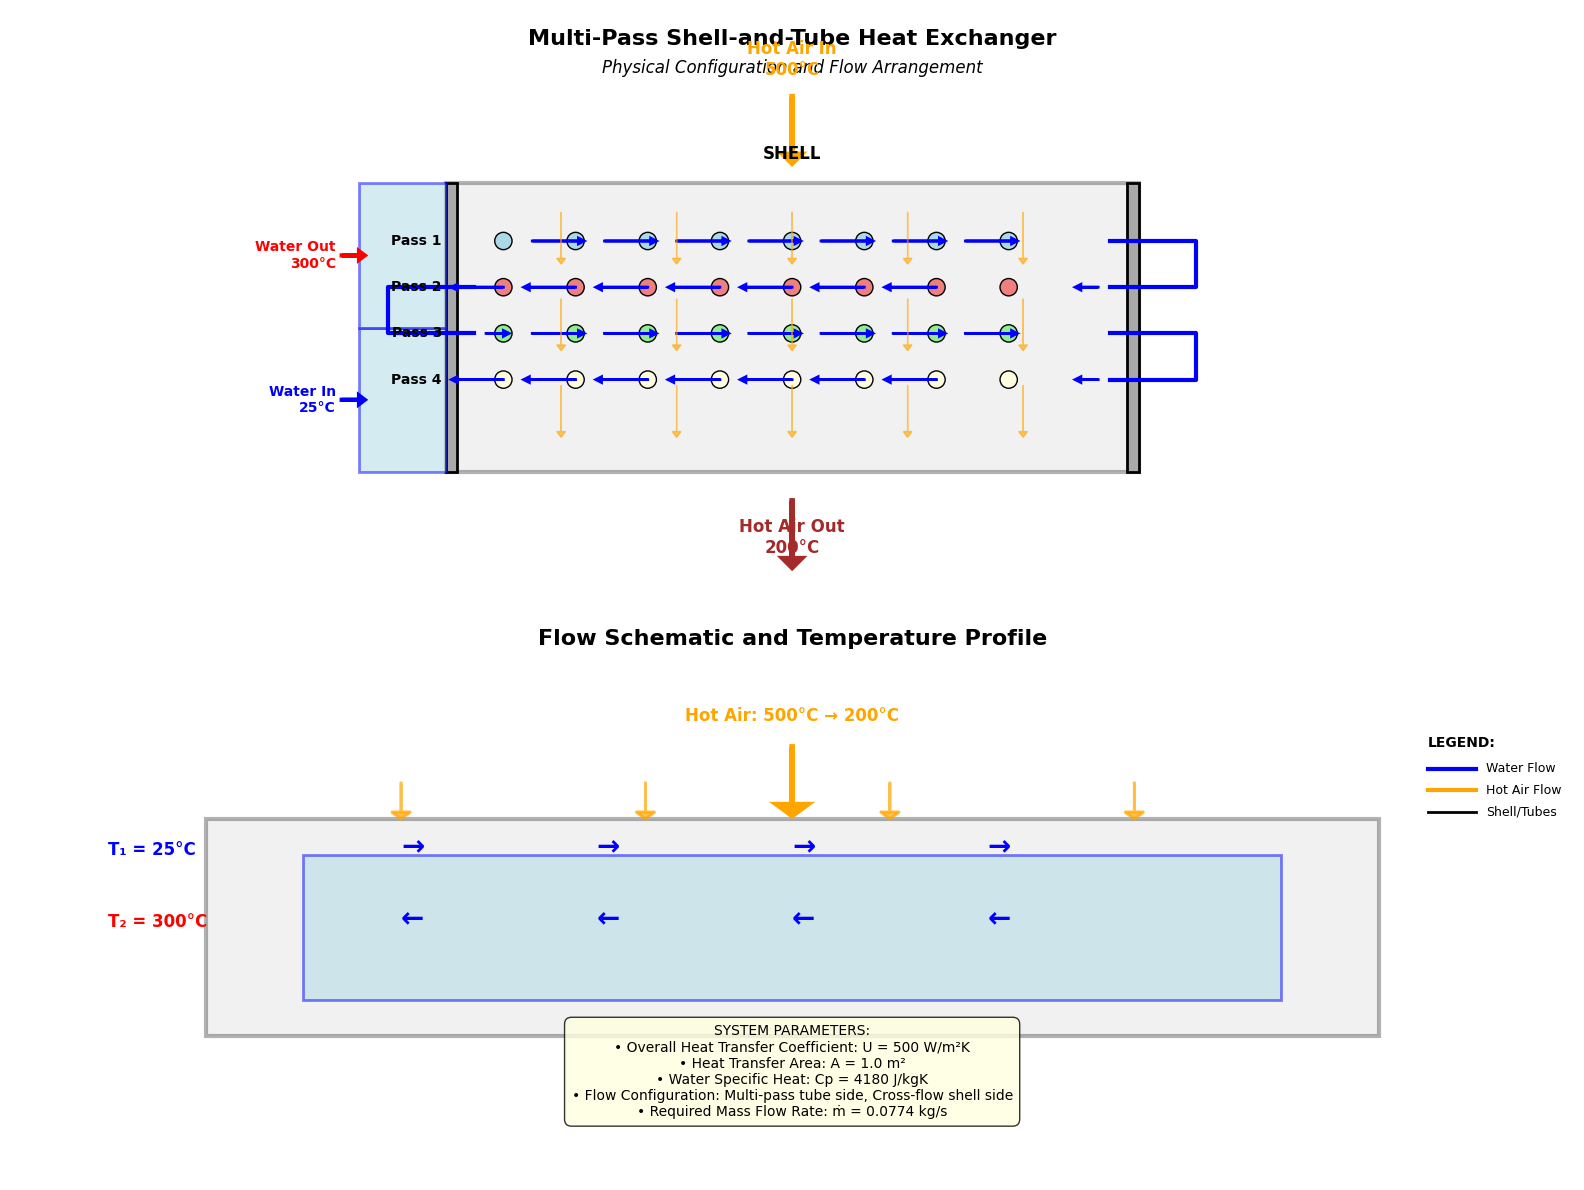 Multi-Pass Shell-and-Tube Heat Exchanger
Hot Air In
Physical Configuration and Flow Arrangement
500°C
SHELL
Pass 1
Water Out
300°C
Pass 2
Pass 3
Pass 4
Water In
25°C
Hot Air Out
200°C
Flow Schematic and Temperature Profile
Hot Air: 500°C → 200°C
LEGEND:
Water Flow
Hot Air Flow
Shell/Tubes
T₁ = 25°C
→ → → →
T₂ = 300°C
← ← ← ←
SYSTEM PARAMETERS:
• Overall Heat Transfer Coefficient: U = 500 W/m²K
• Heat Transfer Area: A = 1.0 m²
• Water Specific Heat: Cp = 4180 J/kgK
• Flow Configuration: Multi-pass tube side, Cross-flow shell side
• Required Mass Flow Rate: ṁ = 0.0774 kg/s